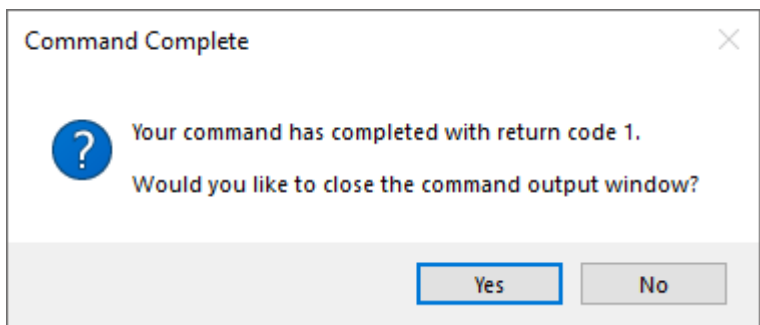 Command Complete
Your command has completed with return code 1.
Would you like to close the command output window?
Yes No